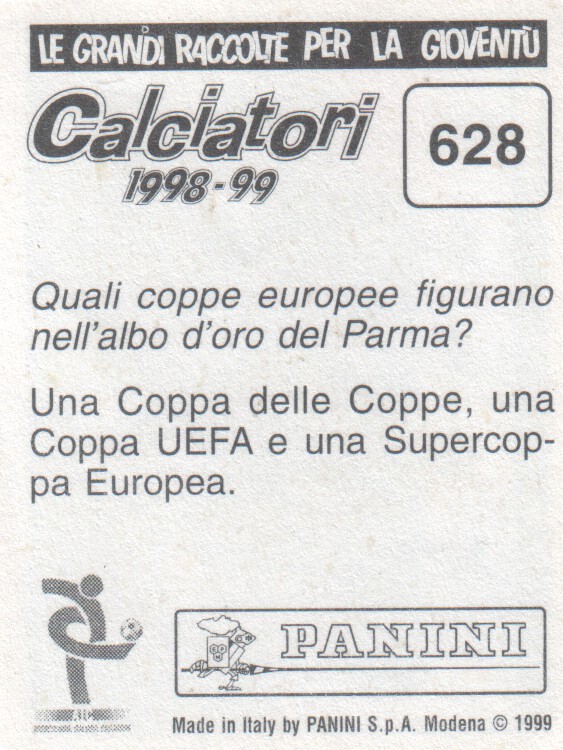 LE GRANDI RACCOLTE PER LA GIOVENTÙ
Calciatori
1998-99
628
Quali coppe europee figurano
nell'albo d'oro del Parma?
Una Coppa delle Coppe, una
Coppa UEFA e una Supercop-
pa Europea.
PANINI
Made in Italy by PANINI S.p.A. Modena © 1999